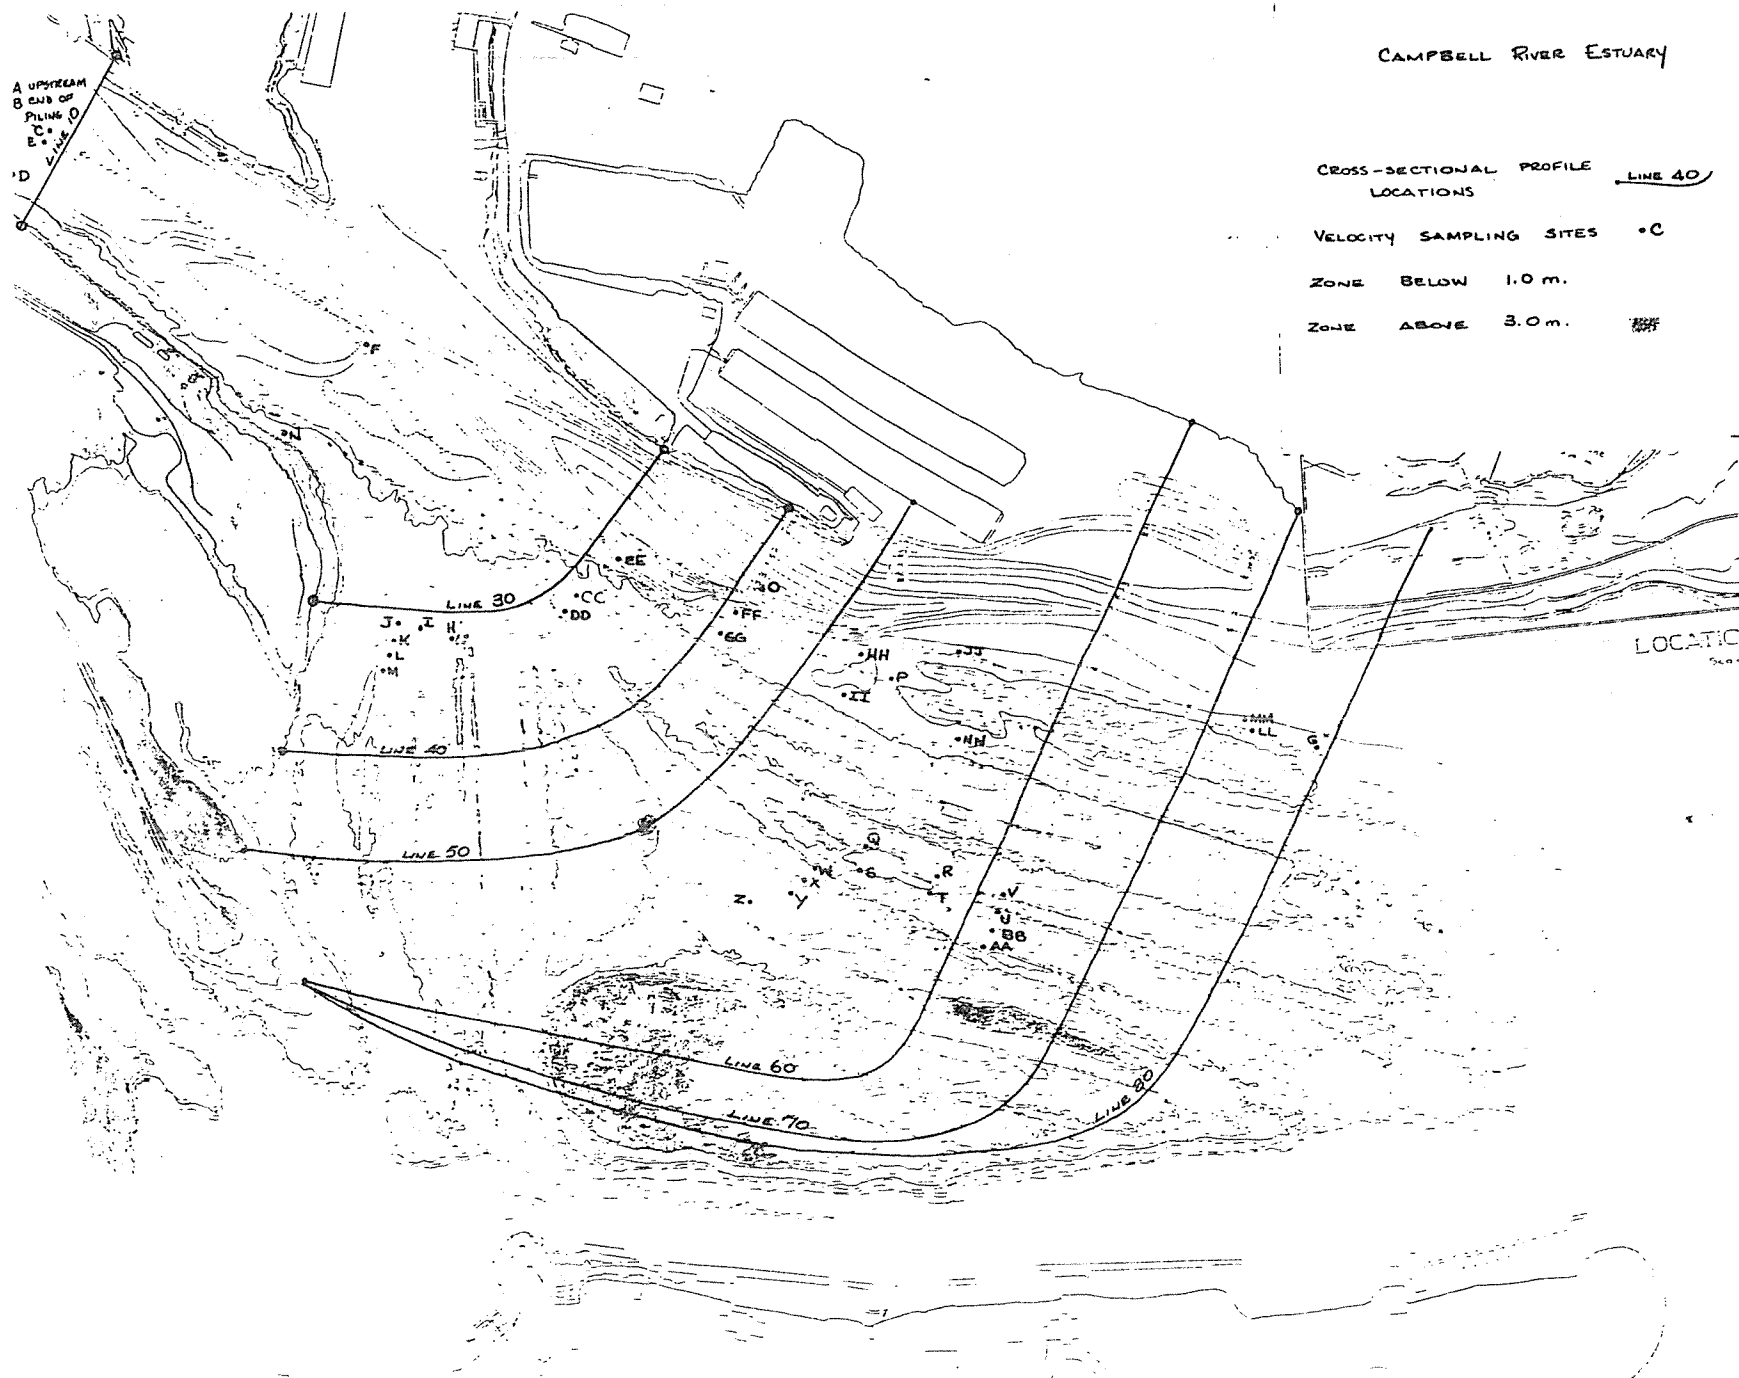 CAMPBELL RIVER ESTUARY
CROSS-SECTIONAL PROFILE
LOCATIONS
LINE 40
VELOCITY SAMPLING SITES •C
ZONE BELOW 1.0 m.
ZONE ABOVE 3.0 m.
A UPSTREAM
B END OF
PILING
C
E
LINE 10
D
F
N
EE
CC
DD
LINE 30
J
I
H
K
L
M
FF
GG
HH
JJ
P
II
NN
MM
LL
G
LINE 40
LINE 50
Q
W
S
R
X
T
V
Z
Y
U
BB
AA
LINE 60
LINE 70
LINE 80
LOCATIO